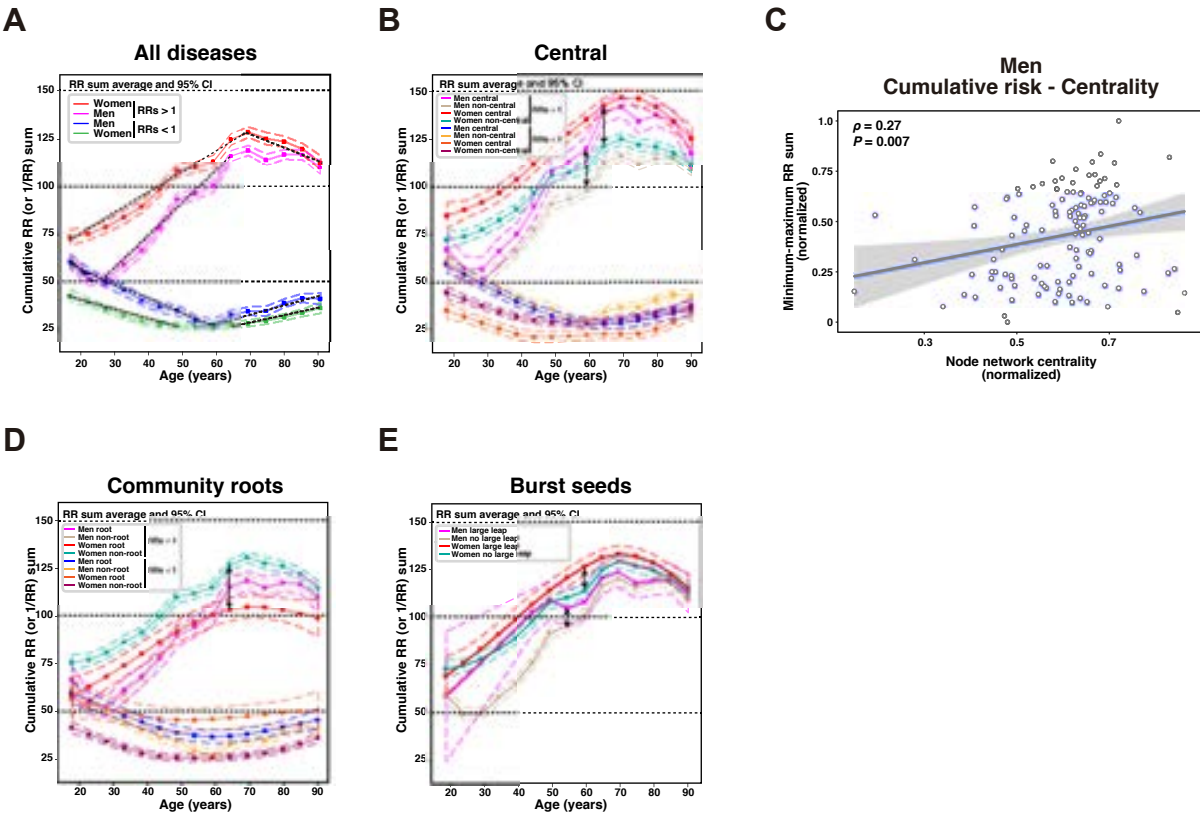 A
All diseases
RR sum average and 95% CI
Women
Men
RRs > 1
Men
Women
RRs < 1
150
125
100
75
50
25
Cumulative RR (or 1/RR) sum
20 30 40 50 60 70 80 90
Age (years)
B
Central
RR sum average and 95% CI
Men central
Men non-central
Women central
Women non-central
Men central
Men non-central
Women central
Women non-central
150
125
100
75
50
25
Cumulative RR (or 1/RR) sum
20 30 40 50 60 70 80 90
Age (years)
C
Men
Cumulative risk - Centrality
ρ = 0.27
P = 0.007
1.0
0.75
0.50
0.25
0
Minimum–maximum RR sum
(normalized)
0.3 0.5 0.7
Node network centrality
(normalized)
D
Community roots
RR sum average and 95% CI
Men root
Men non-root
Women root
Women non-root
Men root
Men non-root
Women root
Women non-root
150
125
100
75
50
25
Cumulative RR (or 1/RR) sum
20 30 40 50 60 70 80 90
Age (years)
E
Burst seeds
RR sum average and 95% CI
Men large leap
Men no large leap
Women large leap
Women no large leap
150
125
100
75
50
25
Cumulative RR (or 1/RR) sum
20 30 40 50 60 70 80 90
Age (years)